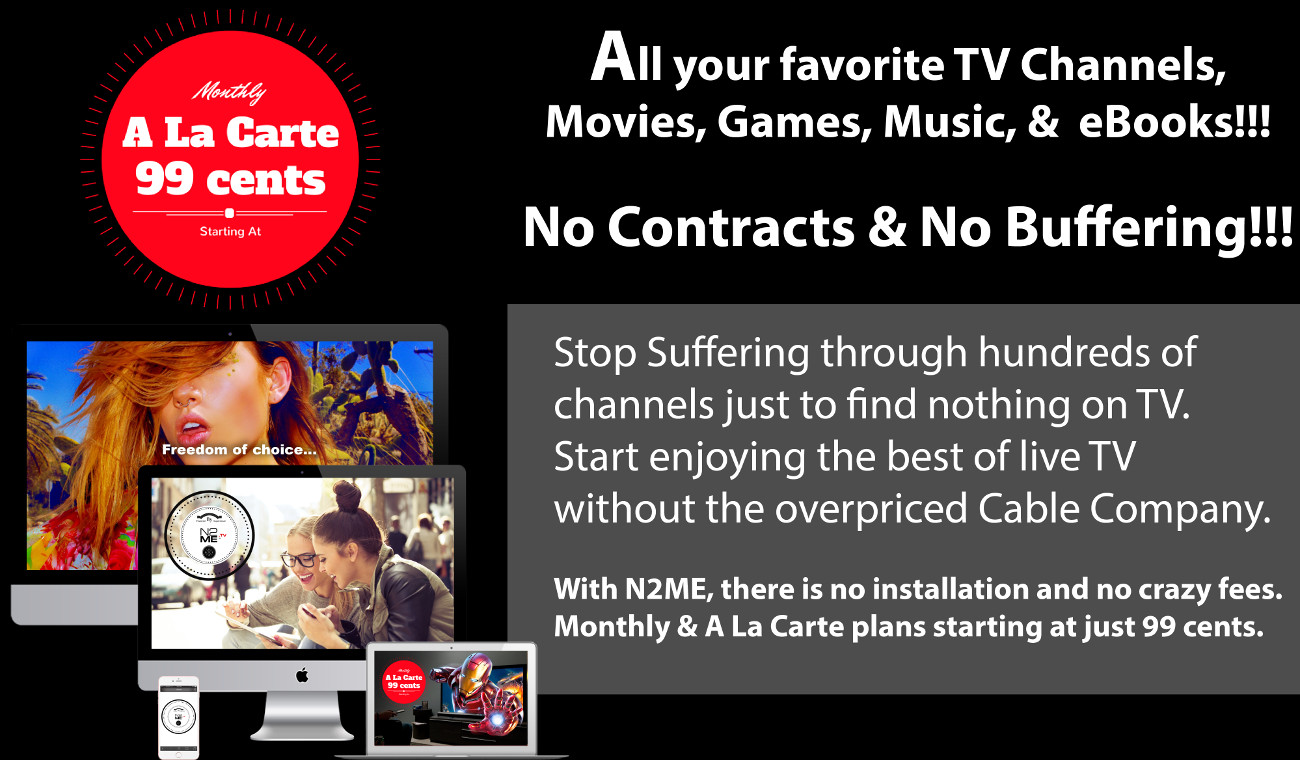 Monthly
A La Carte
99 cents
Starting At
All your favorite TV Channels,
Movies, Games, Music, & eBooks!!!
No Contracts & No Buffering!!!
Stop Suffering through hundreds of
channels just to find nothing on TV.
Start enjoying the best of live TV
without the overpriced Cable Company.
With N2ME, there is no installation and no crazy fees.
Monthly & A La Carte plans starting at just 99 cents.
Freedom of choice...
N2
ME.TV
Monthly
A La Carte
99 cents
N2
ME